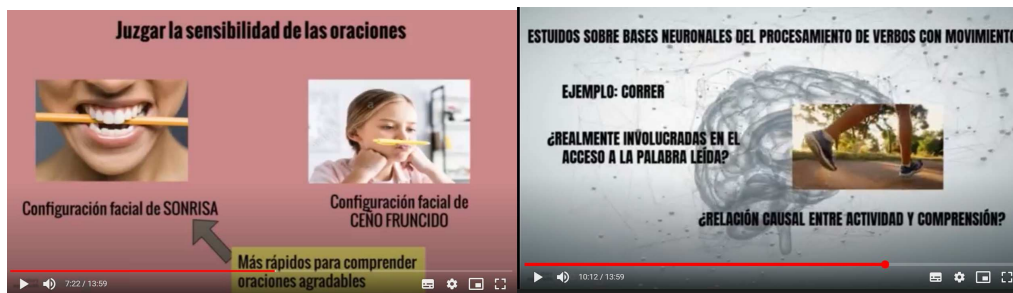 Juzgar la sensibilidad de las oraciones
Configuración facial de SONRISA
Configuración facial de
CEÑO FRUNCIDO
Más rápidos para comprender
oraciones agradables
7:22 / 13:59
ESTUIDOS SOBRE BASES NEURONALES DEL PROCESAMIENTO DE VERBOS CON MOVIMIENTO
EJEMPLO: CORRER
¿REALMENTE INVOLUCRADAS EN EL
ACCESO A LA PALABRA LEÍDA?
¿RELACIÓN CAUSAL ENTRE ACTIVIDAD Y COMPRENSIÓN?
10:12 / 13:59